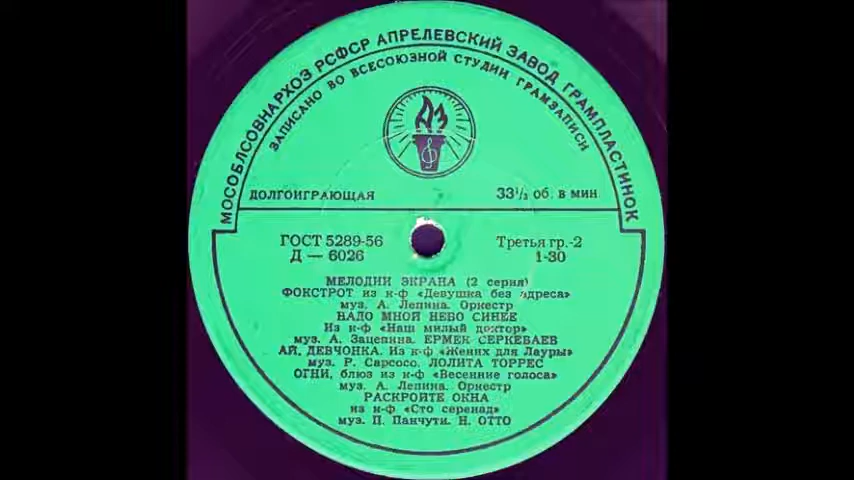 МОСОБЛСОВНАРХОЗ РСФСР АПРЕЛЕВСКИЙ ЗАВОД ГРАМПЛАСТИНОК
ЗАПИСАНО ВО ВСЕСОЮЗНОЙ СТУДИИ ГРАМЗАПИСИ
АЗ
ДОЛГОИГРАЮЩАЯ 33⅓ об. в мин.
ГОСТ 5289-56 Третья гр.-2
Д — 6026 1-30
МЕЛОДИИ ЭКРАНА (2 серия)
ФОКСТРОТ из к-ф «Девушка без адреса»
муз. А. Лепина. Оркестр
НАДО МНОЙ НЕБО СИНЕЕ
Из к-ф «Наш милый доктор»
муз. А. Зацепина. ЕРМЕК СЕРКЕБАЕВ
АЙ, ДЕВЧОНКА. Из к-ф «Жених для Лауры»
муз. Р. Сарсосо. ЛОЛИТА ТОРРЕС
ОГНИ, блюз из к-ф «Весенние голоса»
муз. А. Лепина. Оркестр
РАСКРОЙТЕ ОКНА
из к-ф «Сто серенад»
муз. П. Панчути. Н. ОТТО